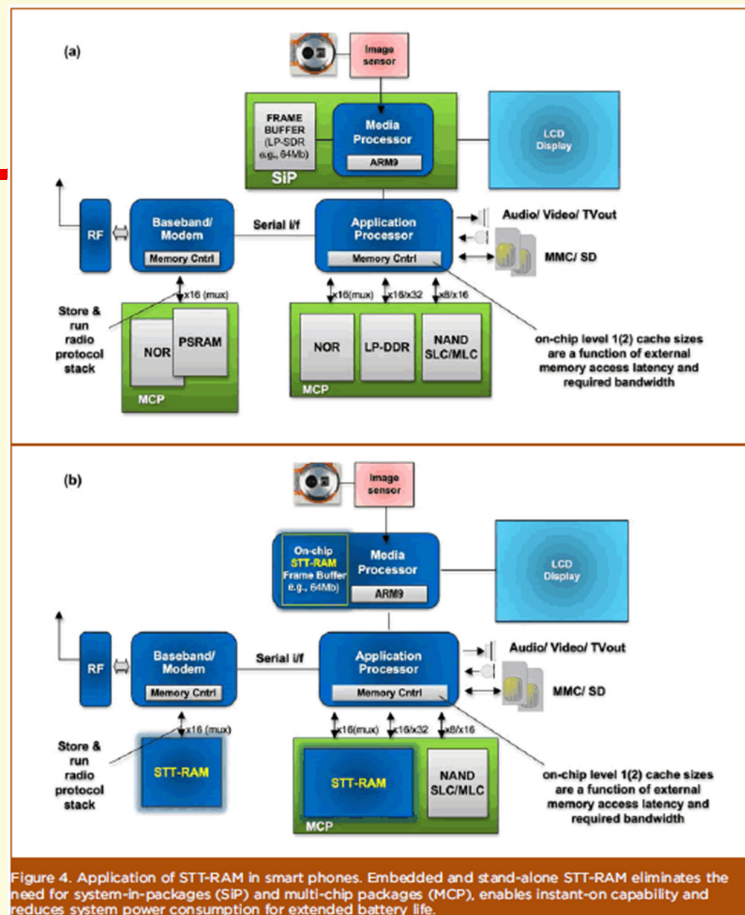 (a)
Image
sensor
FRAME
BUFFER
(LP-SDR
e.g., 64Mb)
SiP
Media
Processor
ARM9
LCD
Display
RF
Baseband/
Modem
Memory Cntrl
Serial i/f
Application
Processor
Memory Cntrl
Audio/ Video/ TVout
MMC/ SD
x16 (mux)
x16(mux)
x16/x32
x8/x16
Store &
run
radio
protocol
stack
NOR
PSRAM
MCP
NOR
LP-DDR
NAND
SLC/MLC
MCP
on-chip level 1(2) cache sizes
are a function of external
memory access latency and
required bandwidth
(b)
Image
sensor
On-chip
STT-RAM
Frame Buffer
e.g., 64Mb)
Media
Processor
ARM9
LCD
Display
RF
Baseband/
Modem
Memory Cntrl
Serial i/f
Application
Processor
Memory Cntrl
Audio/ Video/ TVout
MMC/ SD
x16 (mux)
x16(mux)
x16/x32
x8/x16
Store &
run
radio
protocol
stack
STT-RAM
STT-RAM
NAND
SLC/MLC
MCP
on-chip level 1(2) cache sizes
are a function of external
memory access latency and
required bandwidth
Figure 4. Application of STT-RAM in smart phones. Embedded and stand-alone STT-RAM eliminates the
need for system-in-packages (SiP) and multi-chip packages (MCP), enables instant-on capability and
reduces system power consumption for extended battery life.